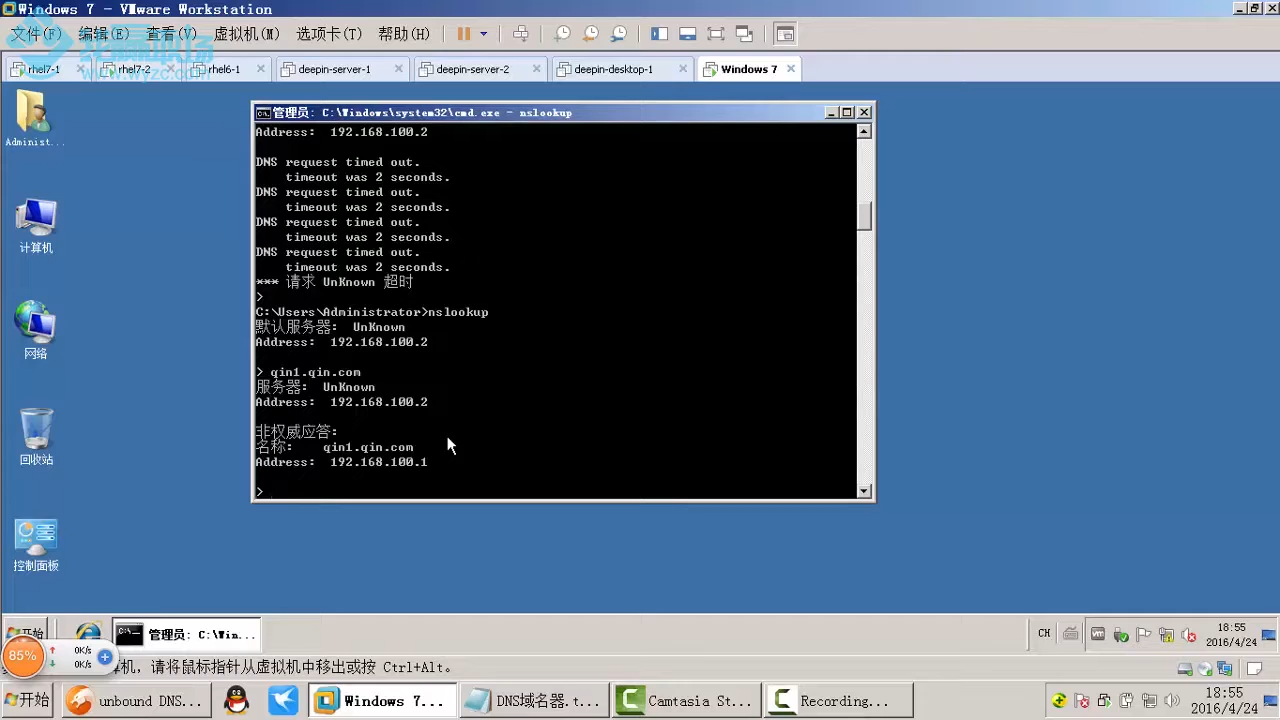 Windows 7 - VMware Workstation
文件(F) 编辑(E) 查看(V) 虚拟机(M) 选项卡(T) 帮助(H)
www.wyzc.com
rhel7-1 rhel7-2 rhel6-1 deepin-server-1 deepin-server-2 deepin-desktop-1 Windows 7
Administ...
计算机
网络
回收站
控制面板
管理员: C:\Windows\system32\cmd.exe - nslookup
Address: 192.168.100.2
DNS request timed out.
timeout was 2 seconds.
DNS request timed out.
timeout was 2 seconds.
DNS request timed out.
timeout was 2 seconds.
DNS request timed out.
timeout was 2 seconds.
*** 请求 UnKnown 超时
>
C:\Users\Administrator>nslookup
默认服务器: UnKnown
Address: 192.168.100.2
> qin1.qin.com
服务器: UnKnown
Address: 192.168.100.2
非权威应答:
名称: qin1.qin.com
Address: 192.168.100.1
>
管理员: C:\Win...
CH
18:55
2016/4/24
85%
0K/s
0K/s
机，请将鼠标指针从虚拟机中移出或按 Ctrl+Alt。
开始 unbound DNS... Windows 7... DNS域名器.t... Camtasia St... Recording...
18:55
2016/4/24